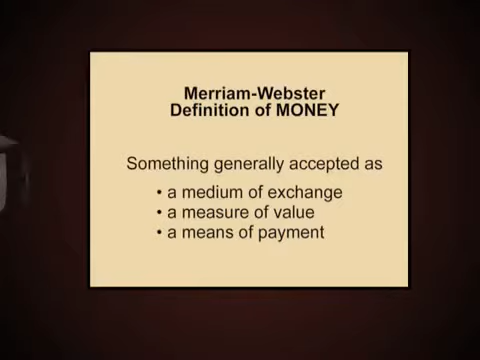 Merriam-Webster
Definition of MONEY
Something generally accepted as
• a medium of exchange
• a measure of value
• a means of payment